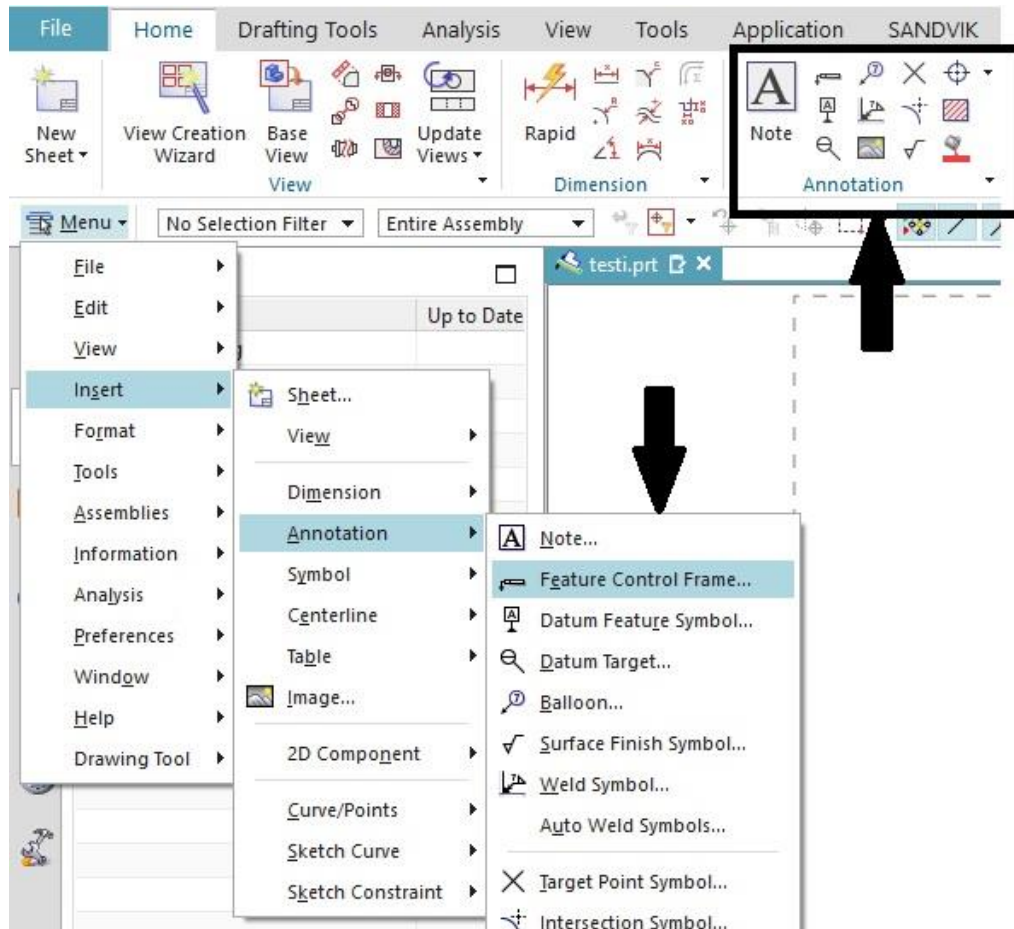 File Home Drafting Tools Analysis View Tools Application SANDVIK
New Sheet
View Creation Wizard
Base View
Update Views
Rapid
A
Note
View Dimension Annotation
Menu No Selection Filter Entire Assembly
File
Edit
View
Insert
Format
Tools
Assemblies
Information
Analysis
Preferences
Window
Help
Drawing Tool
testi.prt
Up to Date
Sheet...
View
Dimension
Annotation
Symbol
Centerline
Table
Image...
2D Component
Curve/Points
Sketch Curve
Sketch Constraint
A Note...
Feature Control Frame...
A Datum Feature Symbol...
Datum Target...
7 Balloon...
Surface Finish Symbol...
Weld Symbol...
Auto Weld Symbols...
Target Point Symbol...
Intersection Symbol...